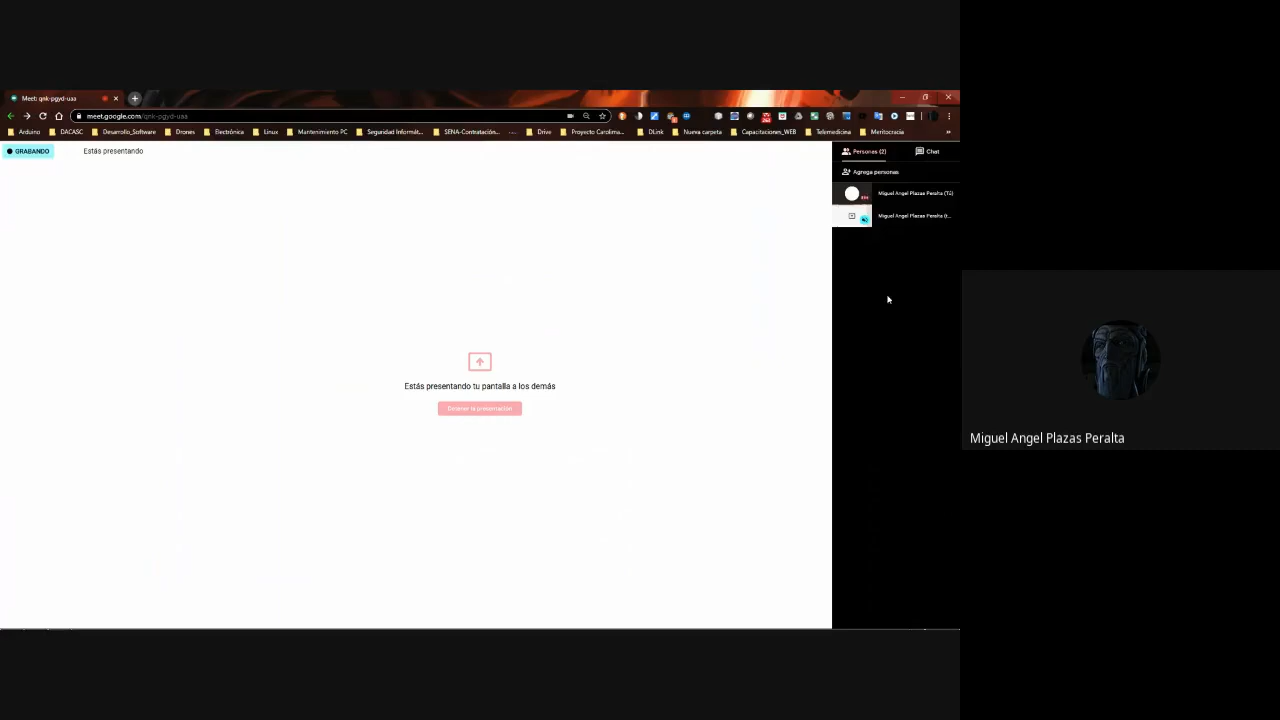 Meet: qnk-pgyd-uaa
meet.google.com/qnk-pgyd-uaa
Arduino DACASC Desarrollo_Software Drones Electrónica Linux Mantenimiento PC Seguridad Informát... SENA-Contratación... Drive Proyecto Carolima... DLink Nueva carpeta Capacitaciones_WEB Telemedicina Meritocracia »
GRABANDO Estás presentando Personas (2) Chat
Agrega personas
Miguel Angel Plazas Peralta (Tú)
Miguel Angel Plazas Peralta (t...
Estás presentando tu pantalla a los demás
Detener la presentación
Miguel Angel Plazas Peralta